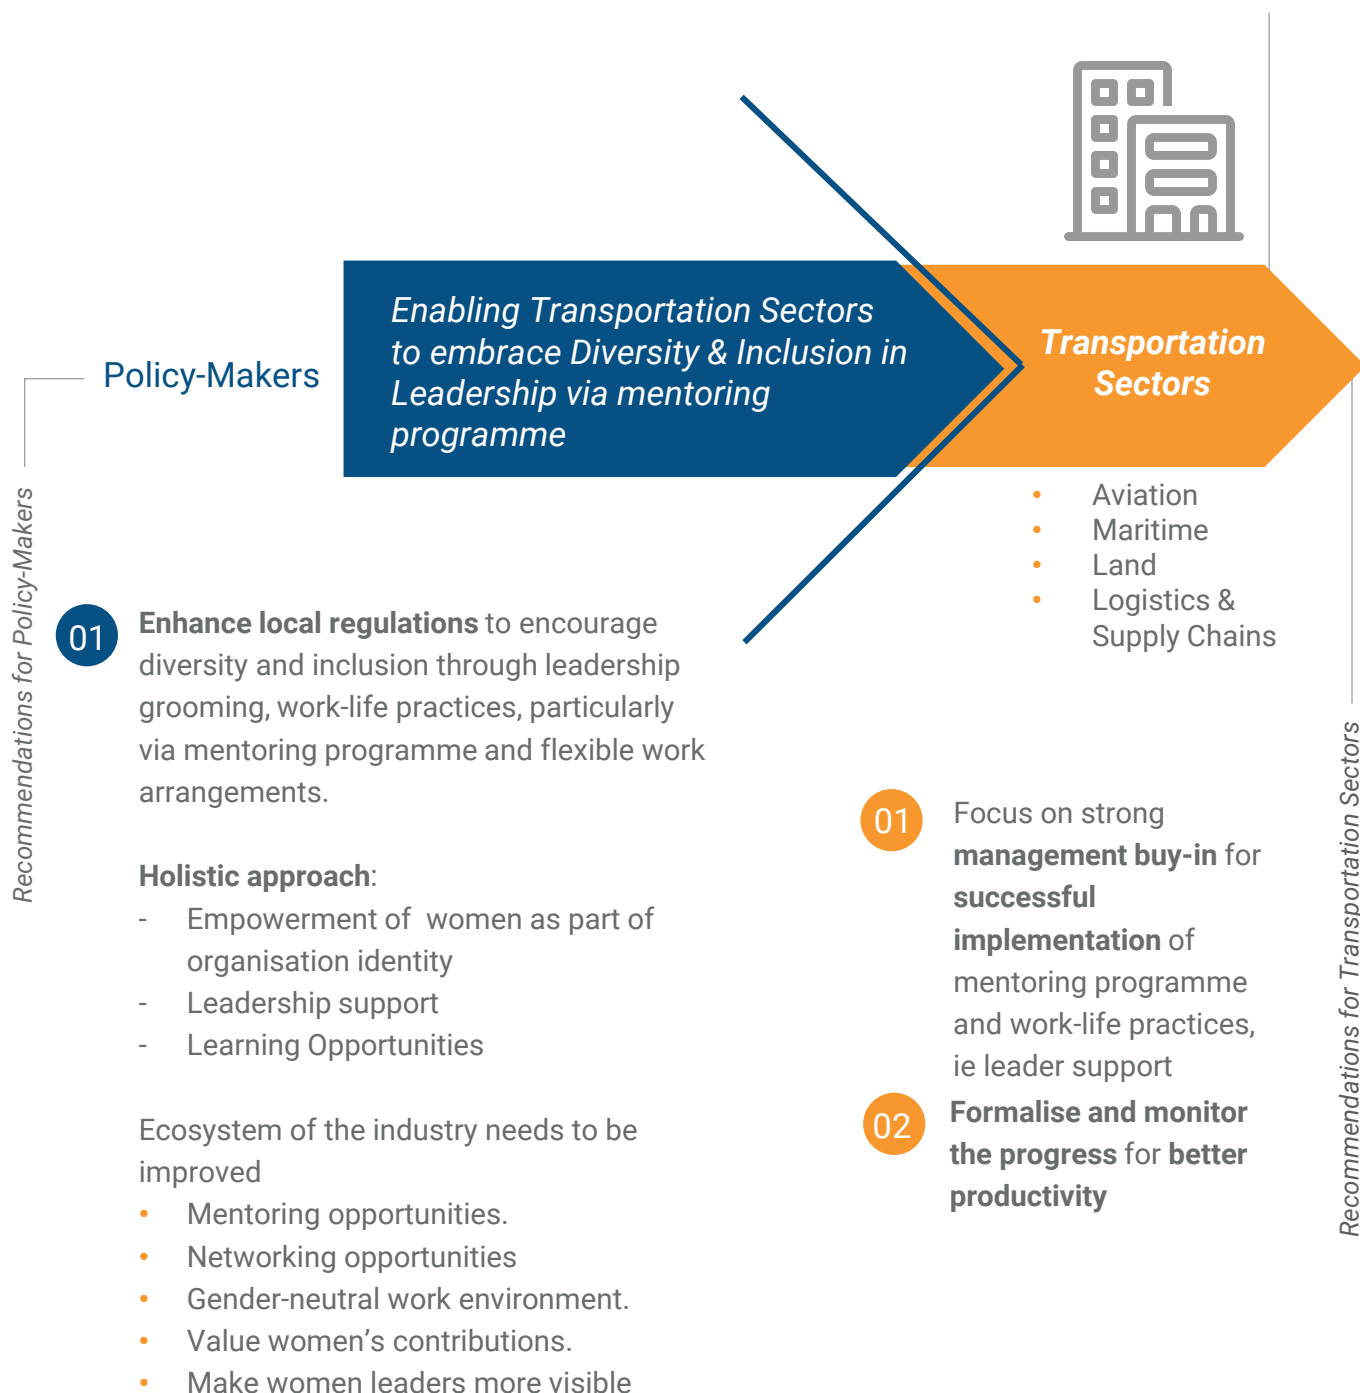 Policy-Makers
Enabling Transportation Sectors
to embrace Diversity & Inclusion in
Leadership via mentoring
programme
Transportation
Sectors
• Aviation
• Maritime
• Land
• Logistics &
Supply Chains
Recommendations for Policy-Makers
01
Enhance local regulations to encourage
diversity and inclusion through leadership
grooming, work-life practices, particularly
via mentoring programme and flexible work
arrangements.
Holistic approach:
- Empowerment of  women as part of
organisation identity
- Leadership support
- Learning Opportunities
Ecosystem of the industry needs to be
improved
• Mentoring opportunities.
• Networking opportunities
• Gender-neutral work environment.
• Value women’s contributions.
• Make women leaders more visible
Recommendations for Transportation Sectors
01
Focus on strong
management buy-in for
successful
implementation of
mentoring programme
and work-life practices,
ie leader support
02
Formalise and monitor
the progress for better
productivity